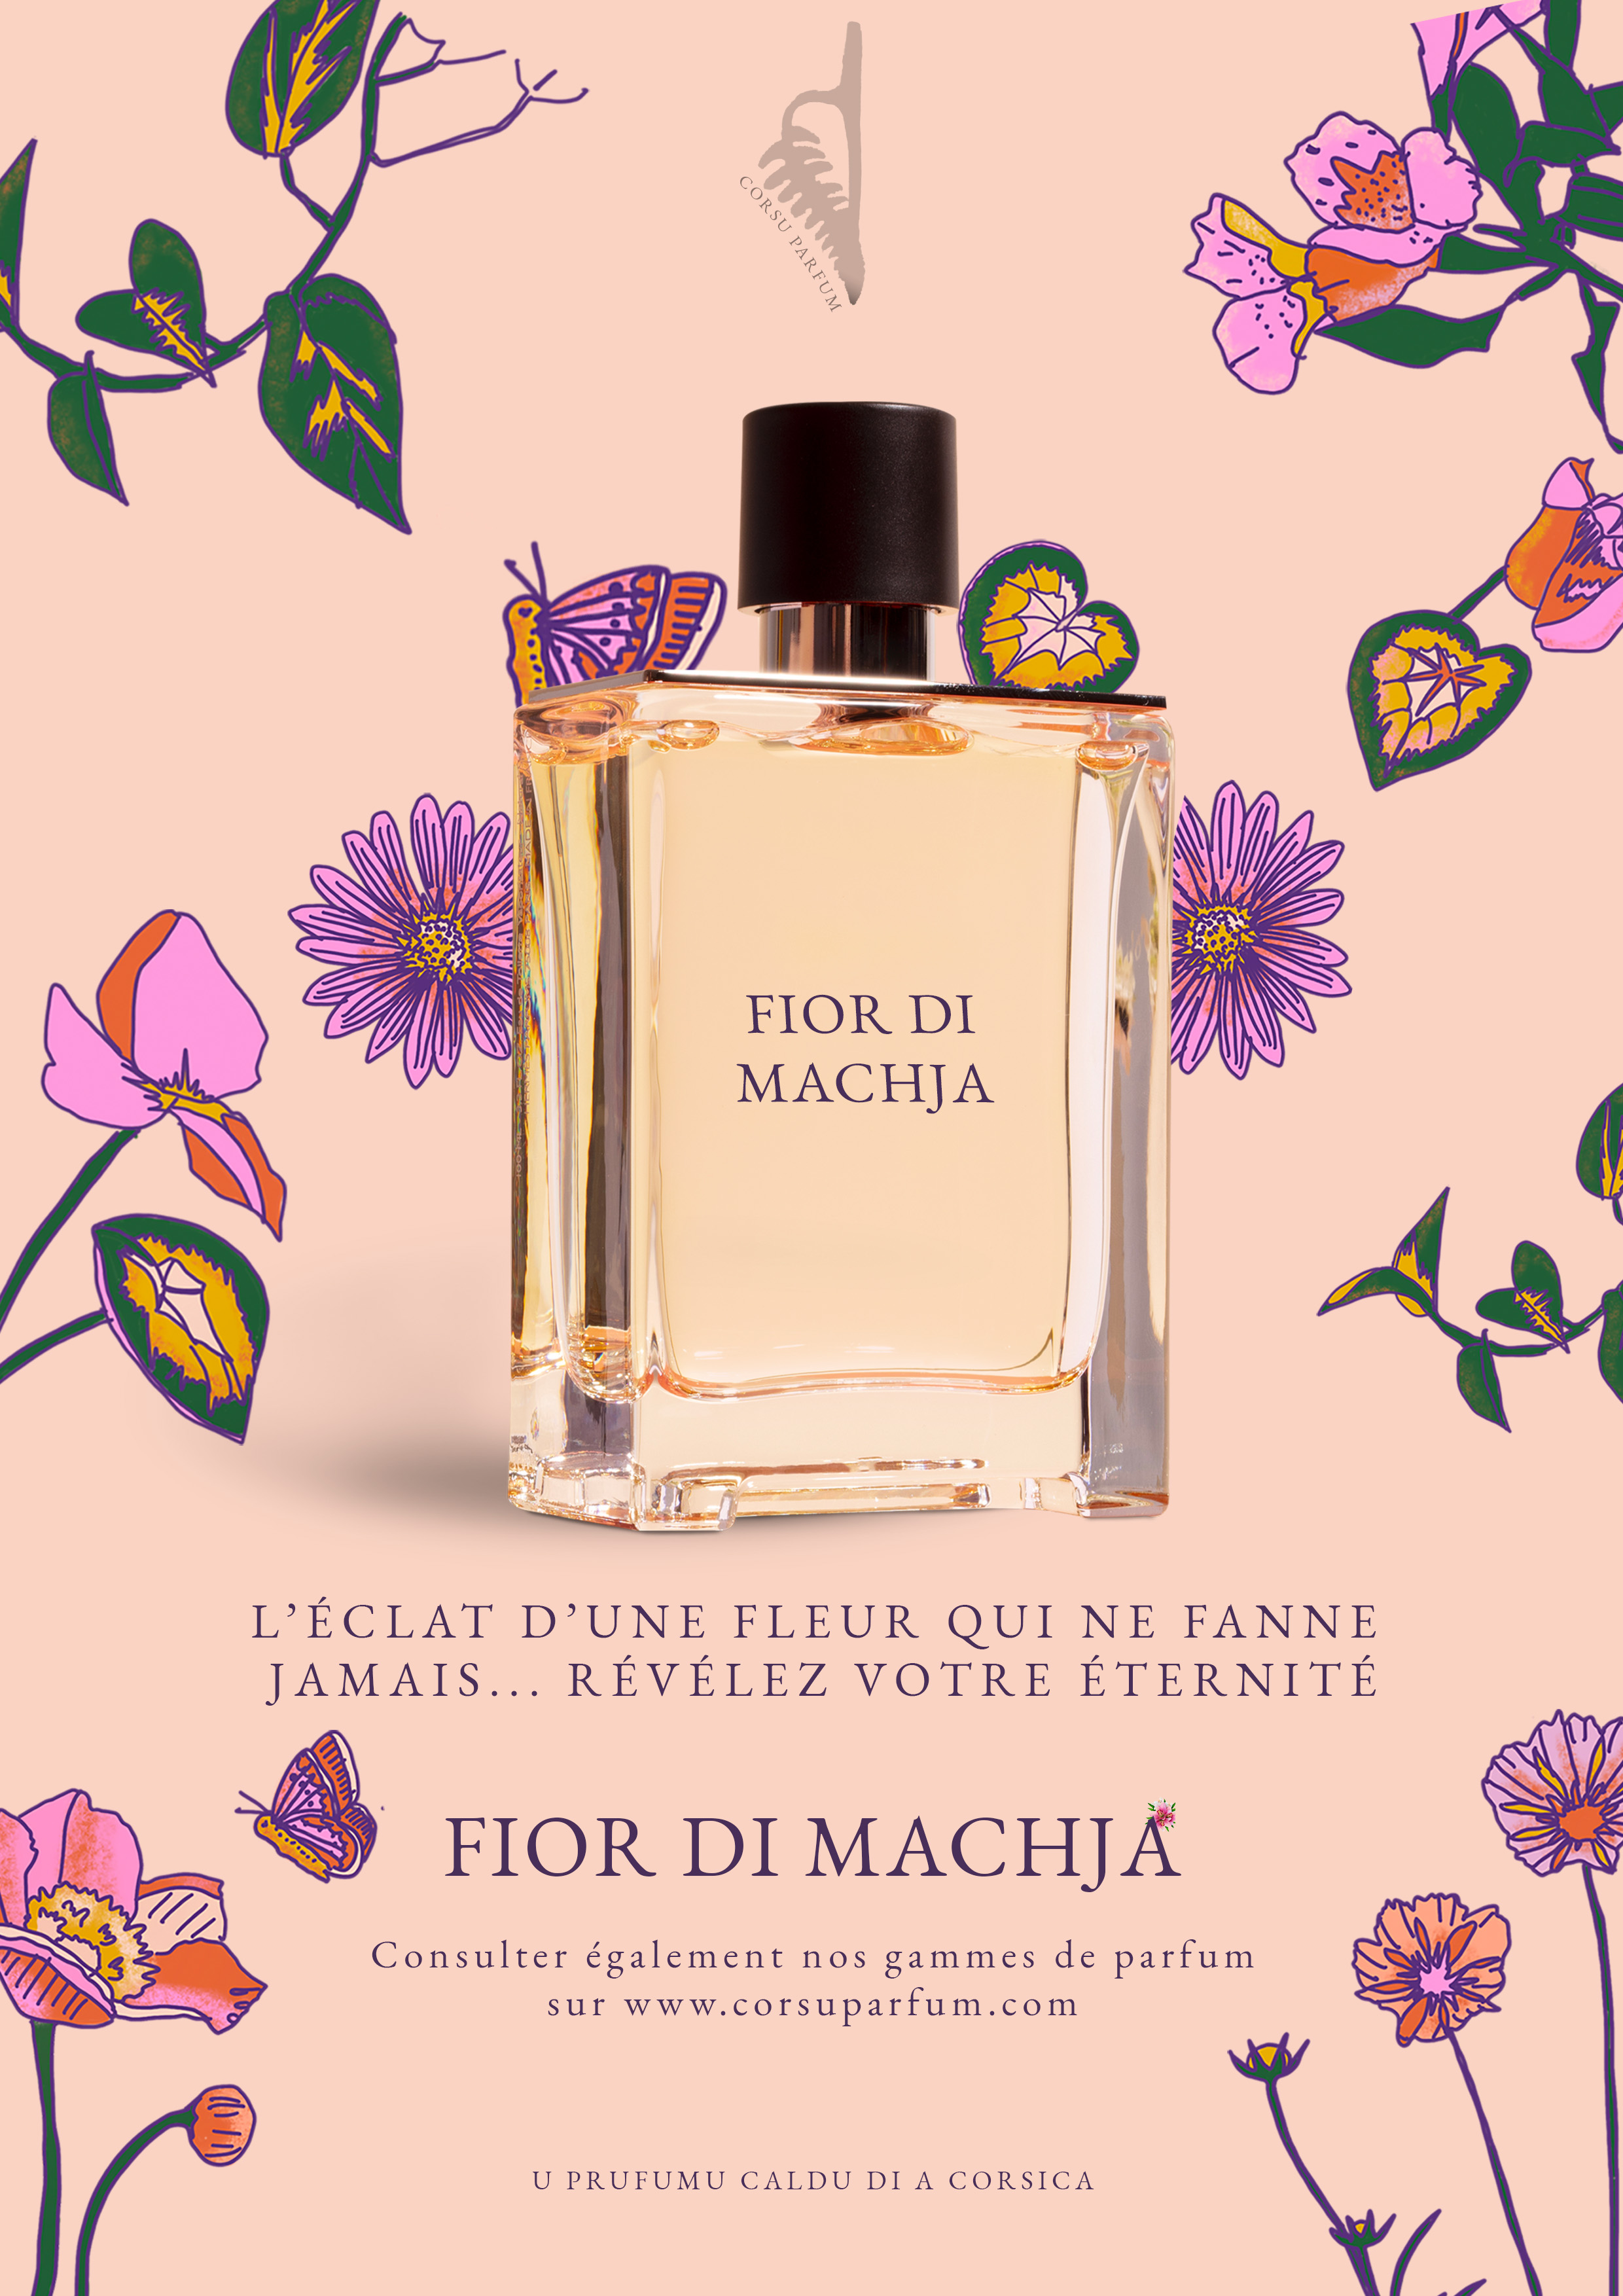 CORSU PARFUM
FIOR DI
MACHJA
L’ÉCLAT D’UNE FLEUR QUI NE FANNE
JAMAIS... RÉVÉLEZ VOTRE ÉTERNITÉ
FIOR DI MACHJA
Consulter également nos gammes de parfum
sur www.corsuparfum.com
U PRUFUMU CALDU DI A CORSICA